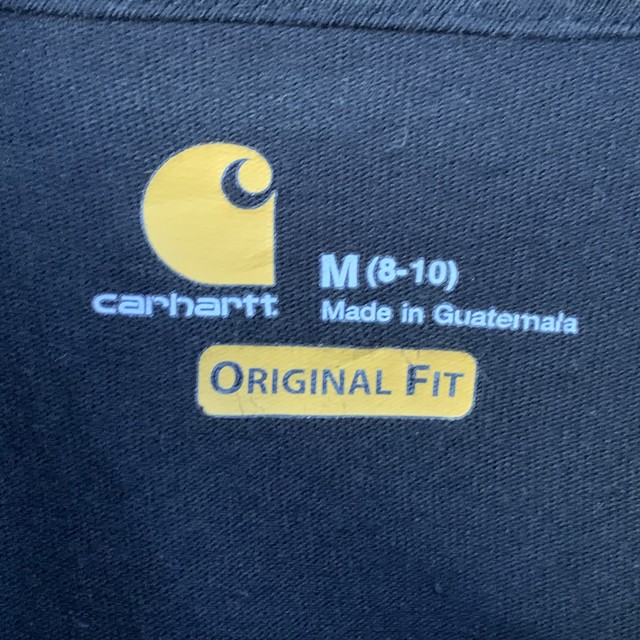 carhartt
M (8-10)
Made in Guatemala
ORIGINAL FIT